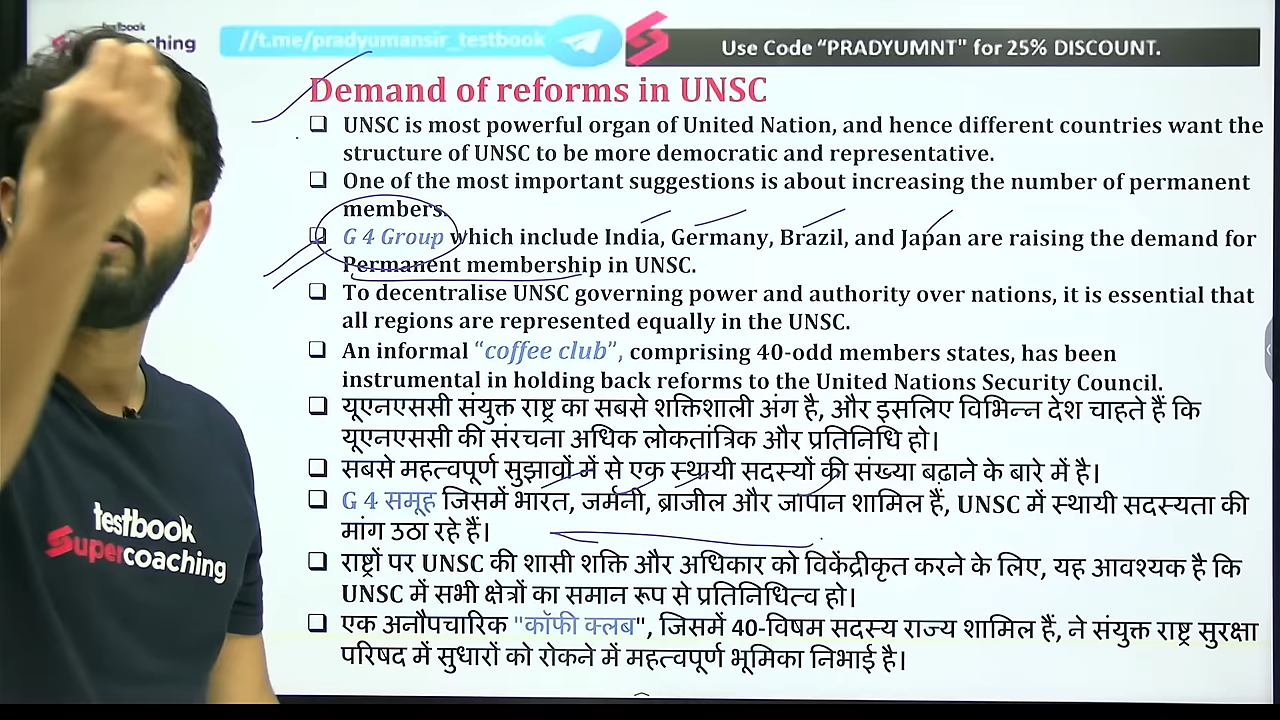 testbook
ching
//t.me/pradyumansir_testbook
Use Code “PRADYUMNT" for 25% DISCOUNT.
Demand of reforms in UNSC
❑ UNSC is most powerful organ of United Nation, and hence different countries want the
structure of UNSC to be more democratic and representative.
❑ One of the most important suggestions is about increasing the number of permanent
members.
❑ G 4 Group which include India, Germany, Brazil, and Japan are raising the demand for
Permanent membership in UNSC.
❑ To decentralise UNSC governing power and authority over nations, it is essential that
all regions are represented equally in the UNSC.
❑ An informal “coffee club”, comprising 40-odd members states, has been
instrumental in holding back reforms to the United Nations Security Council.
❑ यूएनएससी संयुक्त राष्ट्र का सबसे शक्तिशाली अंग है, और इसलिए विभिन्न देश चाहते हैं कि
यूएनएससी की संरचना अधिक लोकतांत्रिक और प्रतिनिधि हो।
❑ सबसे महत्वपूर्ण सुझावों में से एक स्थायी सदस्यों की संख्या बढ़ाने के बारे में है।
❑ G 4 समूह जिसमें भारत, जर्मनी, ब्राजील और जापान शामिल हैं, UNSC में स्थायी सदस्यता की
मांग उठा रहे हैं।
❑ राष्ट्रों पर UNSC की शासी शक्ति और अधिकार को विकेंद्रीकृत करने के लिए, यह आवश्यक है कि
UNSC में सभी क्षेत्रों का समान रूप से प्रतिनिधित्व हो।
❑ एक अनौपचारिक "कॉफी क्लब", जिसमें 40-विषम सदस्य राज्य शामिल हैं, ने संयुक्त राष्ट्र सुरक्षा
परिषद में सुधारों को रोकने में महत्वपूर्ण भूमिका निभाई है।
testbook
Supercoaching